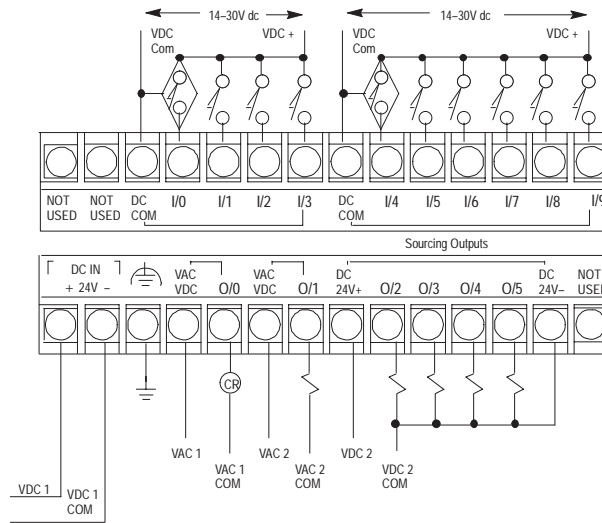 14–30V dc
14–30V dc
VDC
Com
VDC +
VDC
Com
VDC +
NOT
USED
NOT
USED
DC
COM
I/0
I/1
I/2
I/3
DC
COM
I/4
I/5
I/6
I/7
I/8
I/9
Sourcing Outputs
DC IN
+ 24V –
VAC
VDC
O/0
VAC
VDC
O/1
DC
24V+
O/2
O/3
O/4
O/5
DC
24V–
NOT
USED
CR
VAC 1
VAC 1
COM
VAC 2
VAC 2
COM
VDC 2
VDC 2
COM
VDC 1
VDC 1
COM